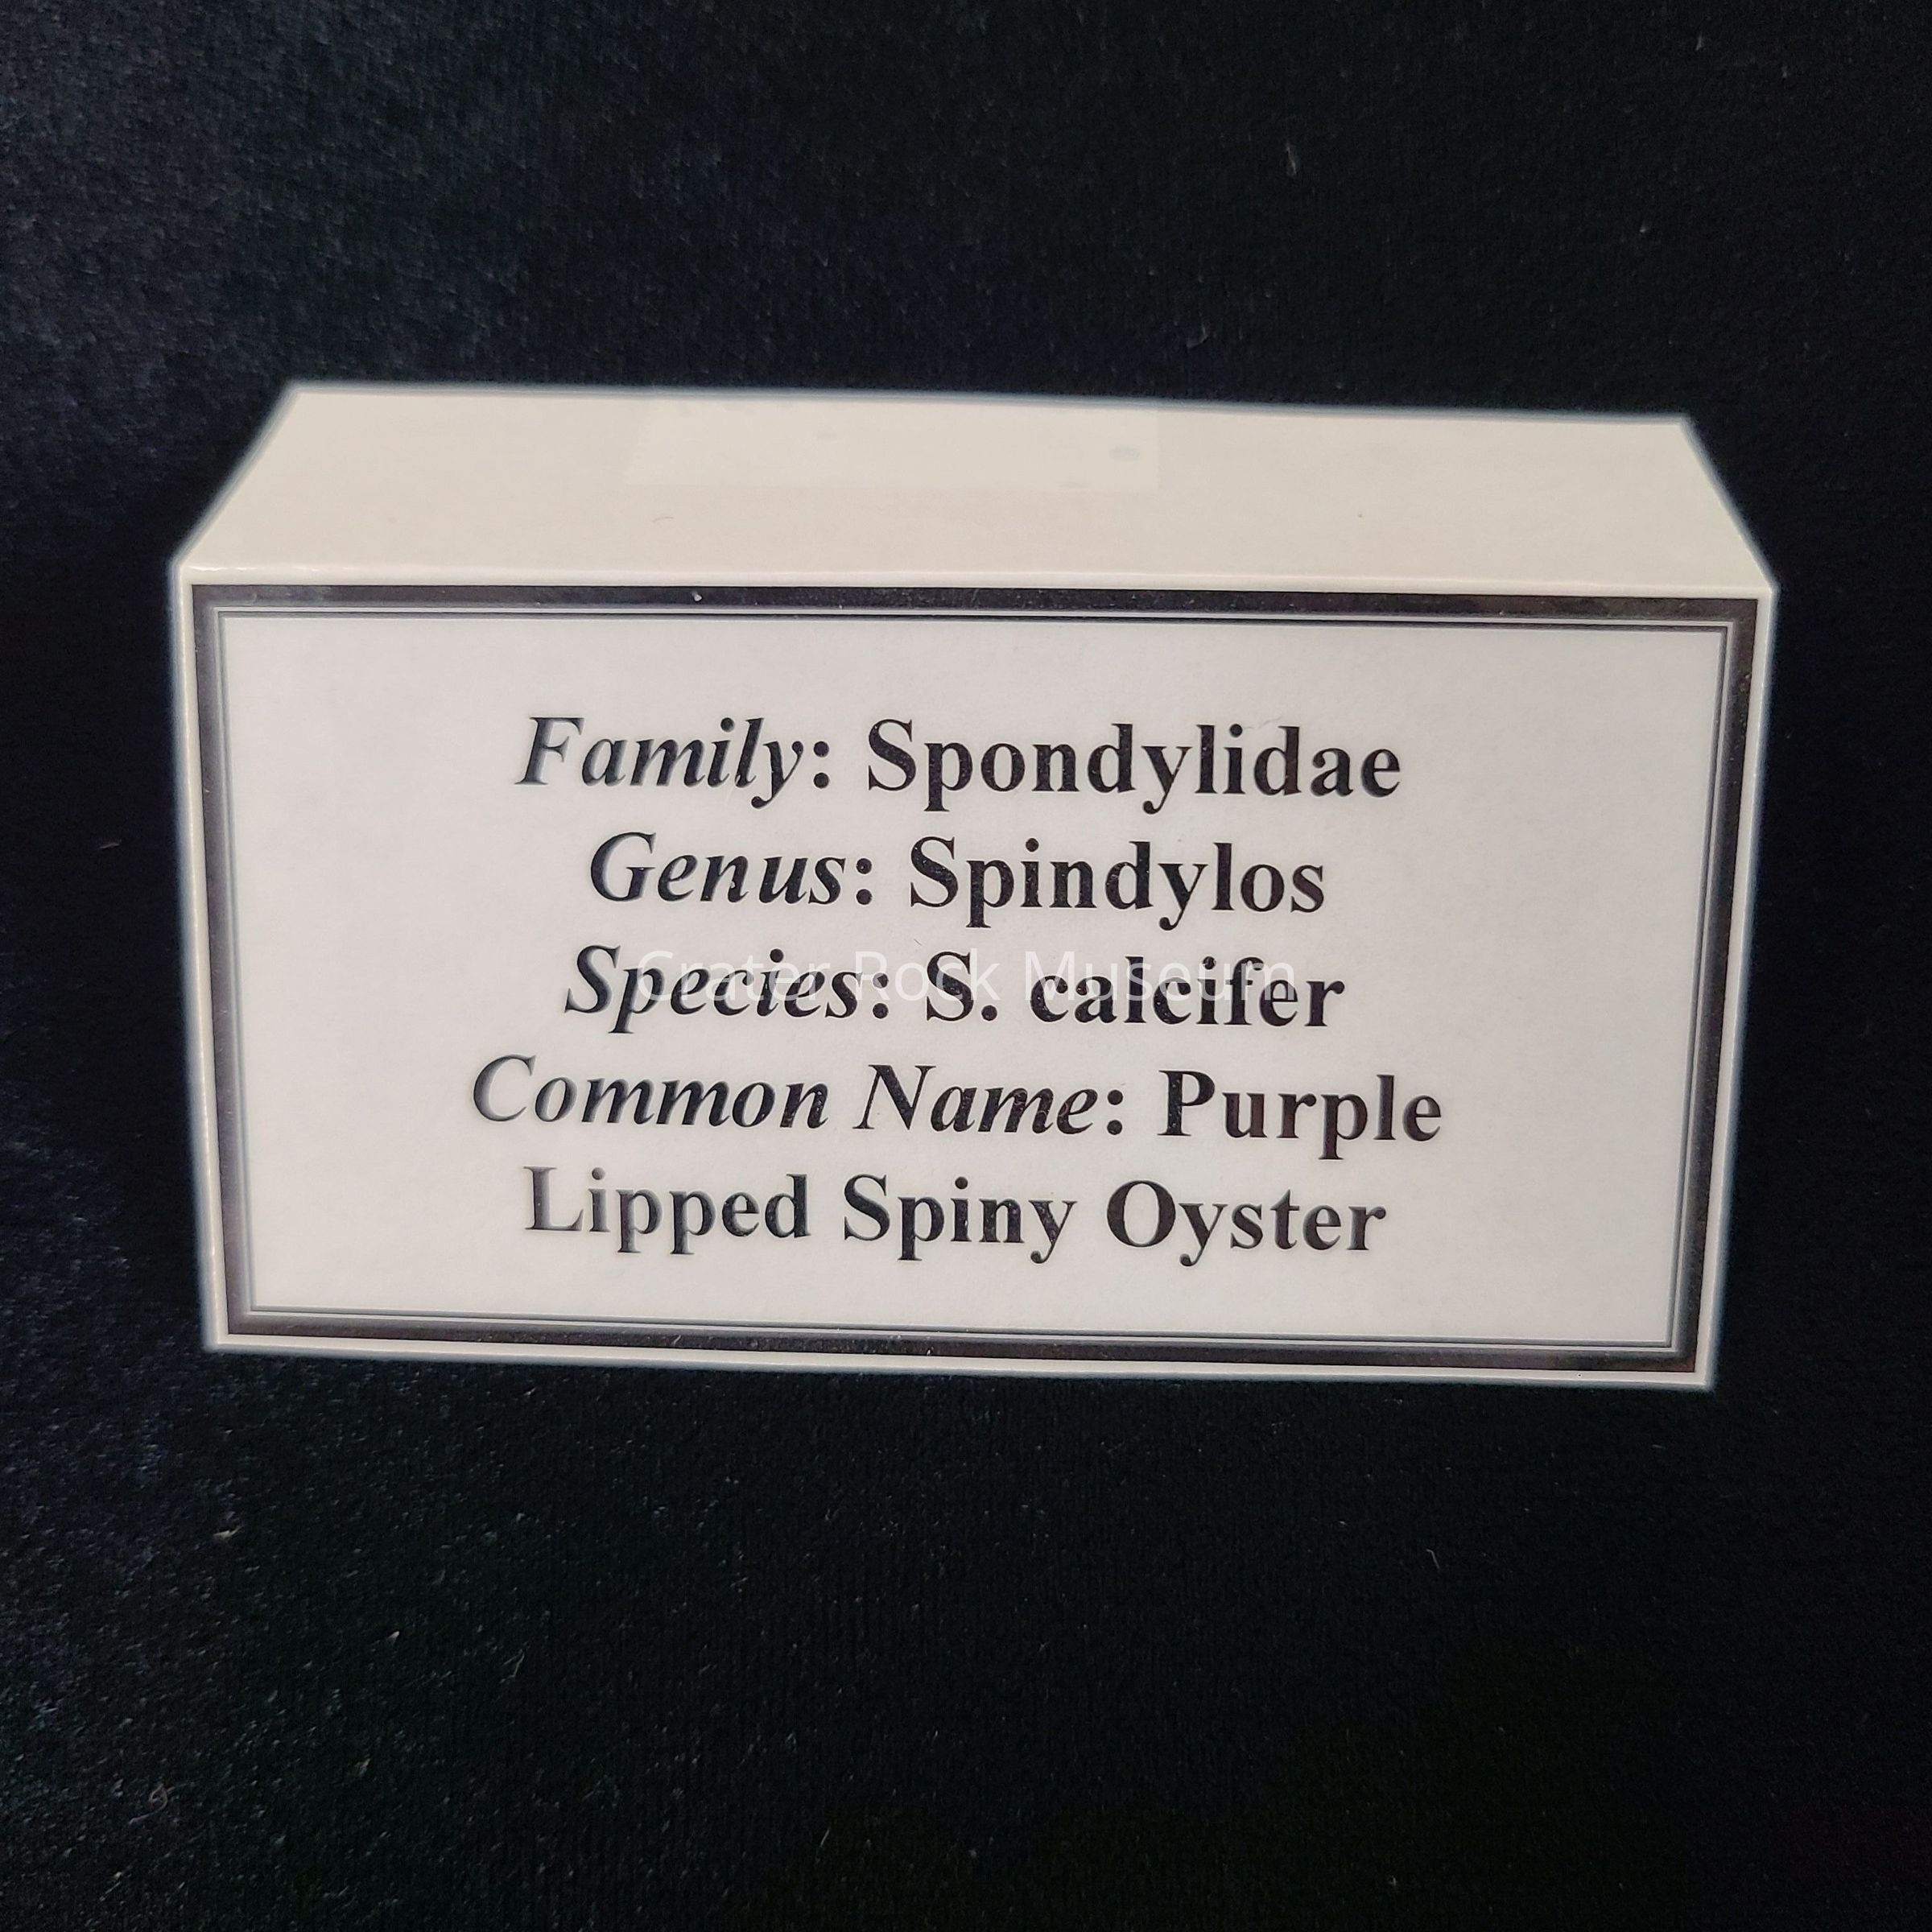 Family: Spondylidae
Genus: Spindylos
Species: S. calcifer
Crater Rock Museum
Common Name: Purple
Lipped Spiny Oyster